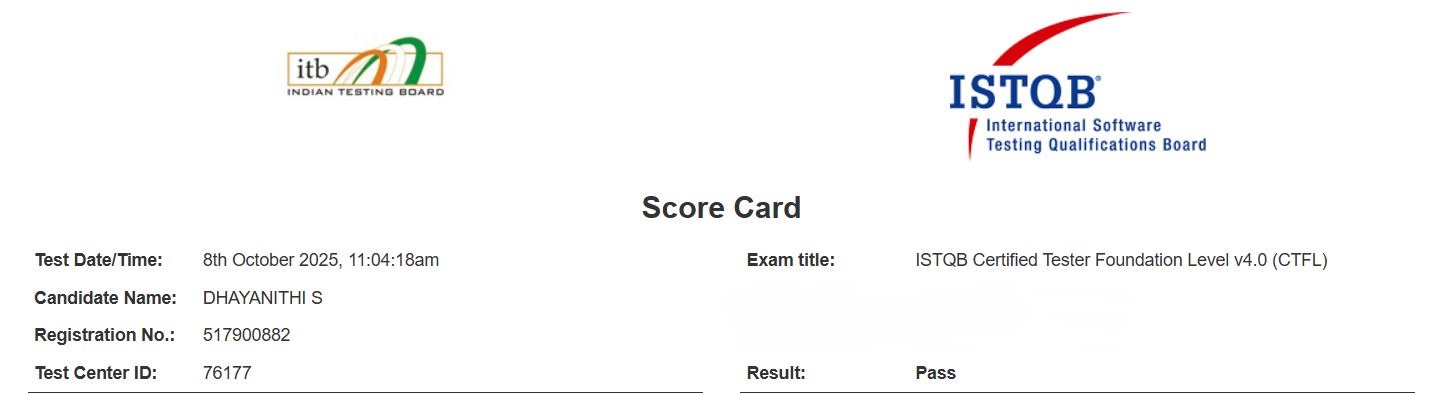 itb
INDIAN TESTING BOARD
ISTQB®
International Software
Testing Qualifications Board
Score Card
Test Date/Time: 8th October 2025, 11:04:18am
Exam title: ISTQB Certified Tester Foundation Level v4.0 (CTFL)
Candidate Name: DHAYANITHI S
Registration No.: 517900882
Test Center ID: 76177
Result: Pass